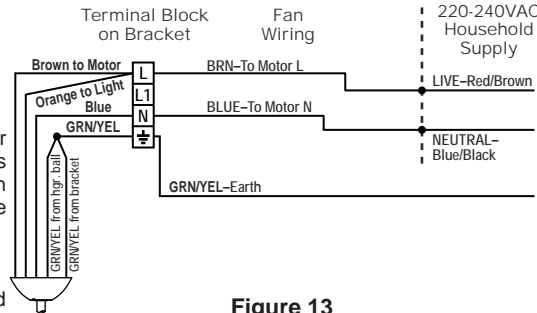 Terminal Block
on Bracket
Fan
Wiring
220-240VAC
Household
Supply
Brown to Motor
L
BRN–To Motor L
LIVE–Red/Brown
Orange to Light
L1
Blue
N
BLUE–To Motor N
GRN/YEL
NEUTRAL–
Blue/Black
GRN/YEL from hgr. ball
GRN/YEL from bracket
GRN/YEL–Earth
Figure 13